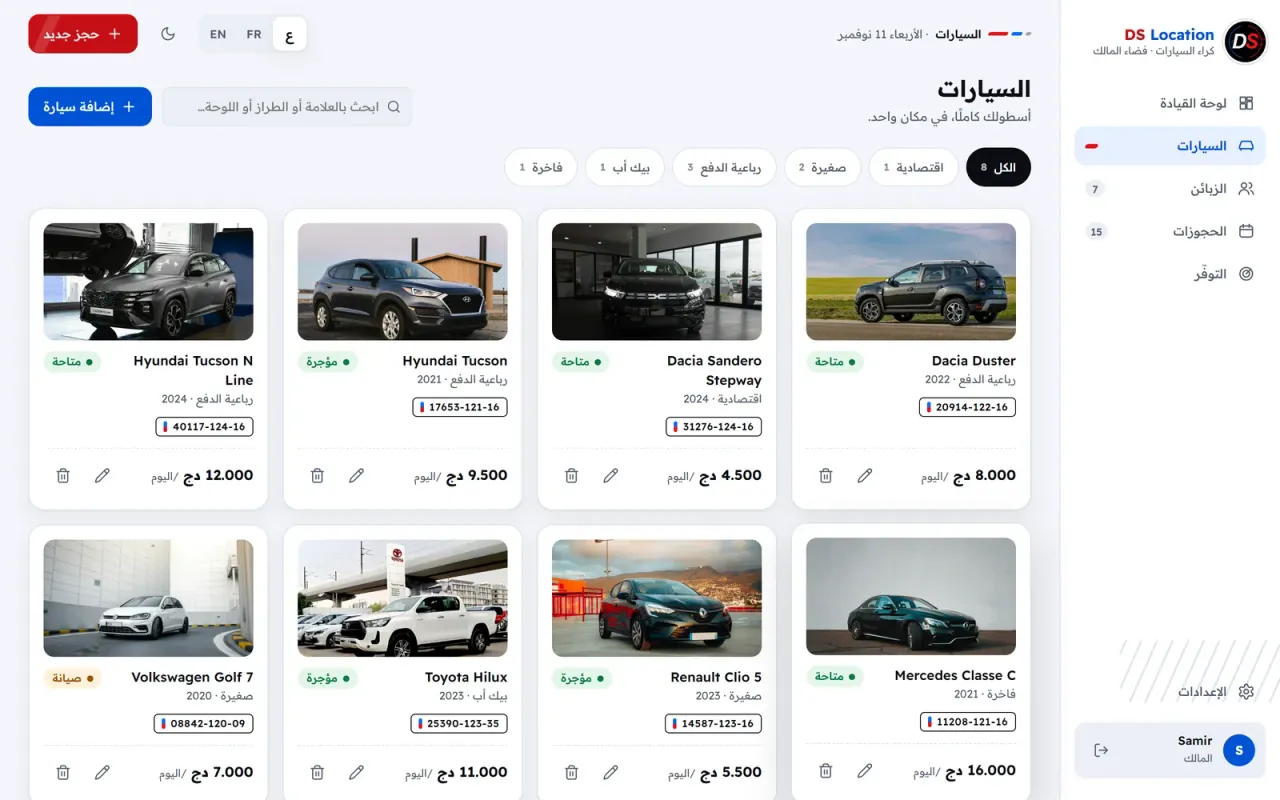 DS Location
كراء السيارات · فضاء المالك
لوحة القيادة
السيارات
الزبائن 7
الحجوزات 15
التوفّر
الإعدادات
S
Samir
المالك
السيارات · الأربعاء 11 نوفمبر
ع FR EN
حجز جديد +
السيارات
أسطولك كاملًا، في مكان واحد.
ابحث بالعلامة أو الطراز أو اللوحة...
+ إضافة سيارة
الكل 8
اقتصادية 1
صغيرة 2
رباعية الدفع 3
بيك أب 1
فاخرة 1
Dacia Duster
متاحة
رباعية الدفع · 2022
20914-122-16
8.000 دج /اليوم
Dacia Sandero
Stepway
متاحة
اقتصادية · 2024
31276-124-16
4.500 دج /اليوم
Hyundai Tucson
مؤجرة
رباعية الدفع · 2021
17653-121-16
9.500 دج /اليوم
Hyundai Tucson N
Line
متاحة
رباعية الدفع · 2024
40117-124-16
12.000 دج /اليوم
Mercedes Classe C
متاحة
فاخرة · 2021
11208-121-16
16.000 دج /اليوم
Renault Clio 5
مؤجرة
صغيرة · 2023
14587-123-16
5.500 دج /اليوم
Toyota Hilux
مؤجرة
بيك أب · 2023
25390-123-35
11.000 دج /اليوم
Volkswagen Golf 7
صيانة
صغيرة · 2020
08842-120-09
7.000 دج /اليوم